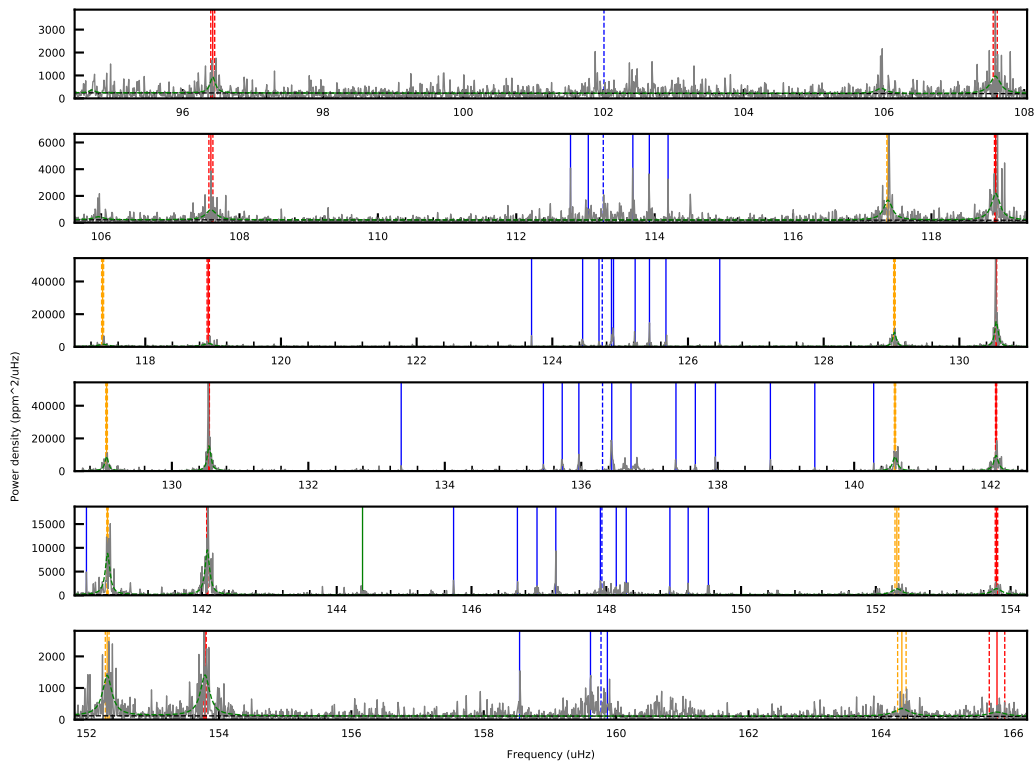 3000
2000
1000
0
96 98 100 102 104 106 108
6000
4000
2000
0
106 108 110 112 114 116 118
40000
20000
0
118 120 122 124 126 128 130
Power density (ppm^2/uHz)
40000
20000
0
130 132 134 136 138 140 142
15000
10000
5000
0
142 144 146 148 150 152 154
2000
1000
0
152 154 156 158 160 162 164 166
Frequency (uHz)